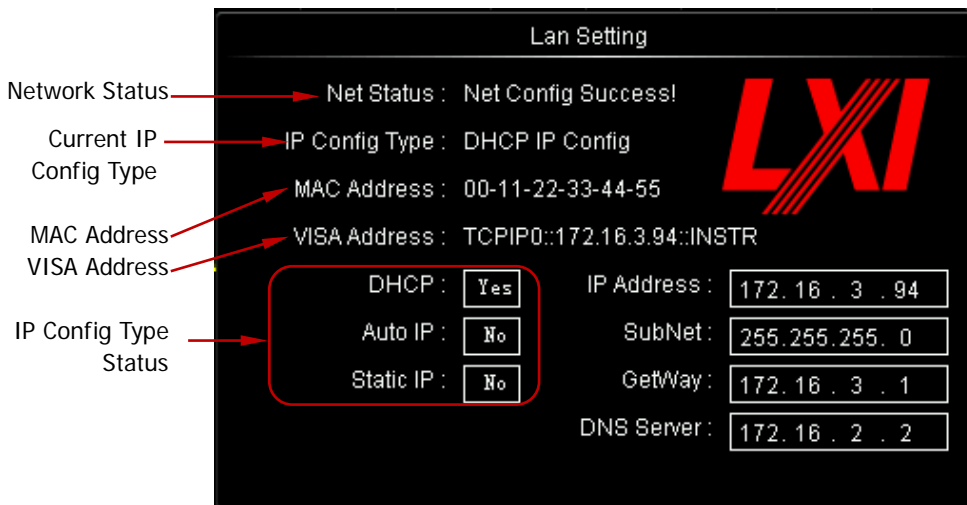 Lan Setting
Network Status
Net Status : Net Config Success!
Current IP
Config Type
IP Config Type : DHCP IP Config
LXI
MAC Address
MAC Address : 00-11-22-33-44-55
VISA Address
VISA Address : TCPIP0::172.16.3.94::INSTR
IP Config Type
Status
DHCP : Yes
IP Address : 172. 16 . 3 . 94
Auto IP : No
SubNet : 255.255.255. 0
Static IP : No
GetWay : 172. 16 . 3 . 1
DNS Server : 172. 16 . 2 . 2